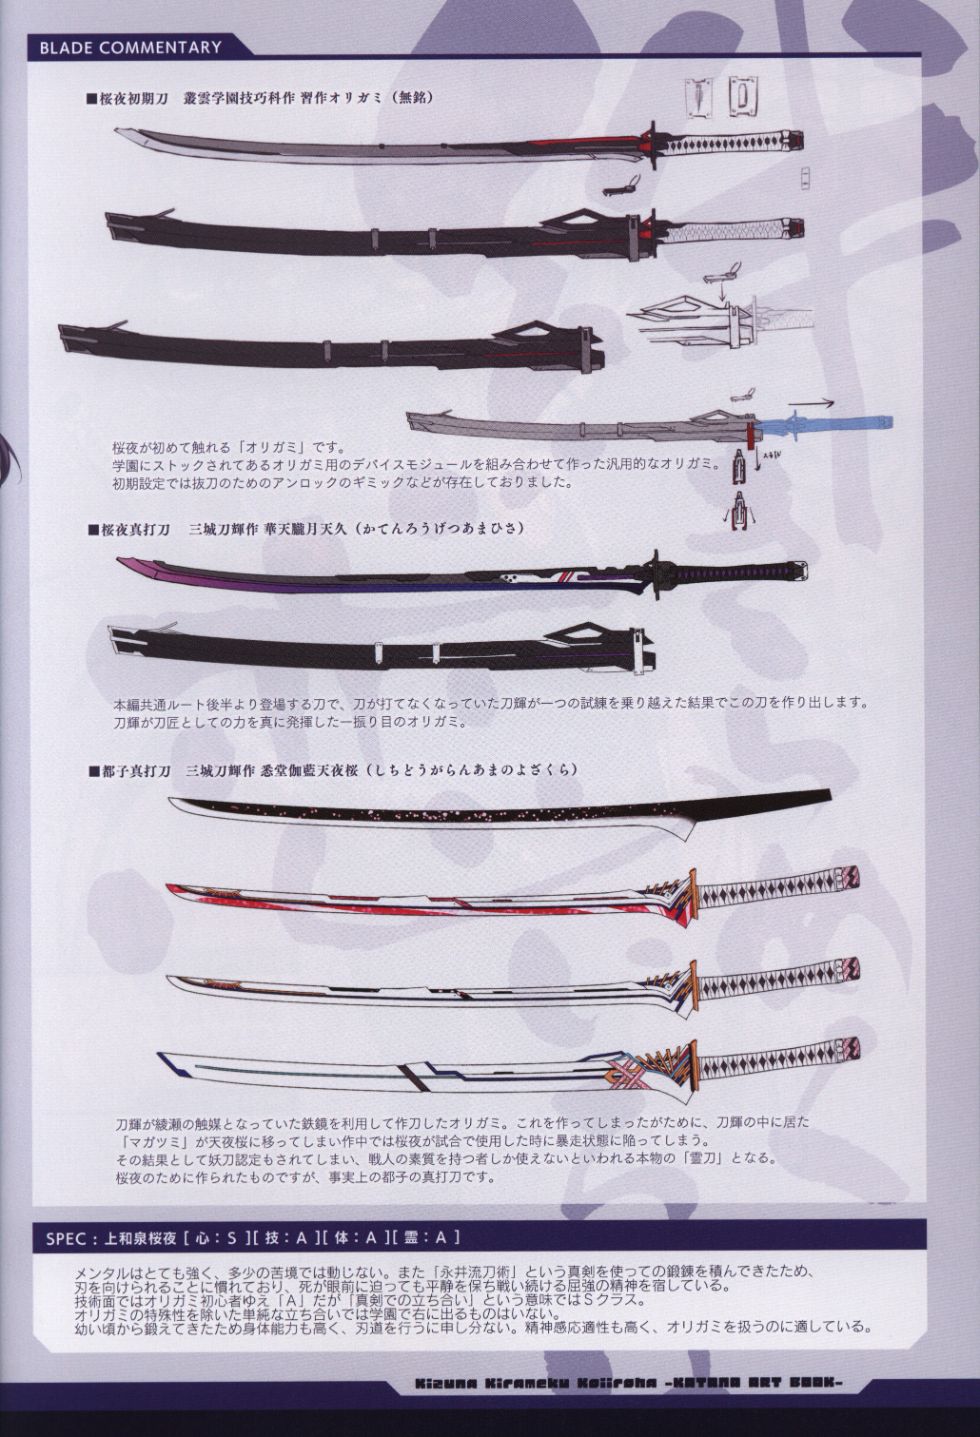 BLADE COMMENTARY
■桜夜初期刀　叢雲学園技巧科作 習作オリガミ（無銘）
桜夜が初めて触れる「オリガミ」です。
学園にストックされてあるオリガミ用のデバイスモジュールを組み合わせて作った汎用的なオリガミ。
初期設定では抜刀のためのアンロックのギミックなどが存在しておりました。
■桜夜真打刀　三城刀輝作 華天朧月天久（かてんろうげつあまひさ）
本編共通ルート後半より登場する刀で、刀が打てなくなっていた刀輝が一つの試練を乗り越えた結果でこの刀を作り出します。
刀輝が刀匠としての力を真に発揮した一振り目のオリガミ。
■都子真打刀　三城刀輝作 悉堂伽藍天夜桜（しちどうがらんあまのよざくら）
刀輝が綾瀬の触媒となっていた鉄鏡を利用して作刀したオリガミ。これを作ってしまったがために、刀輝の中に居た
「マガツミ」が天夜桜に移ってしまい作中では桜夜が試合で使用した時に暴走状態に陥ってしまう。
その結果として妖刀認定もされてしまい、戦人の素質を持つ者しか使えないといわれる本物の「霊刀」となる。
桜夜のために作られたものですが、事実上の都子の真打刀です。
SPEC : 上和泉桜夜 [ 心 : S ][ 技 : A ][ 体 : A ][ 霊 : A ]
メンタルはとても強く、多少の苦境では動じない。また「永井流刀術」という真剣を使っての鍛錬を積んできたため、
刃を向けられることに慣れており、死が眼前に迫っても平静を保ち戦い続ける屈強の精神を宿している。
技術面ではオリガミ初心者ゆえ「A」だが「真剣での立ち合い」という意味ではSクラス。
オリガミの特殊性を除いた単純な立ち合いでは学園で右に出るものはいない。
幼い頃から鍛えてきたため身体能力も高く、刃道を行うに申し分ない。精神感応適性も高く、オリガミを扱うのに適している。
Kizuna Kirameku Koiiroha -KATANA ART BOOK-